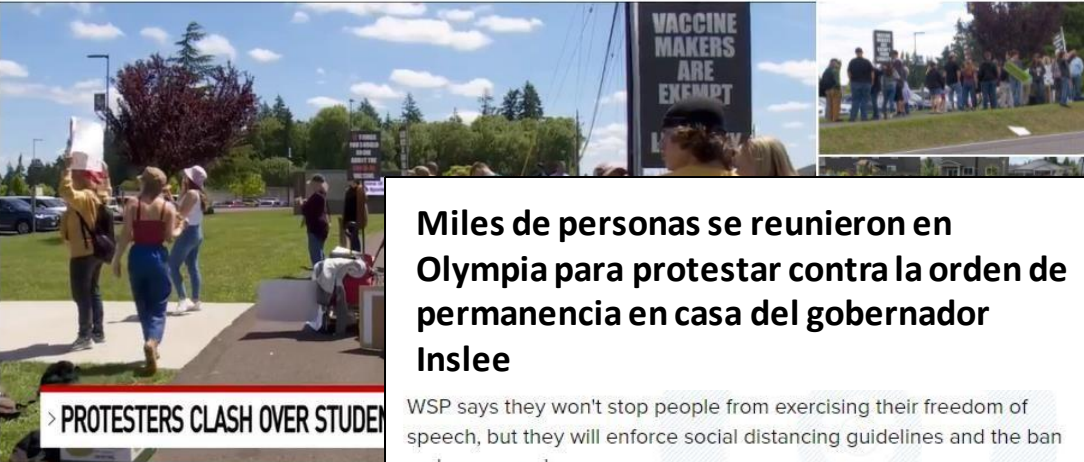 VACCINE
MAKERS
ARE
EXEMPT
Miles de personas se reunieron en
Olympia para protestar contra la orden de
permanencia en casa del gobernador
Inslee
> PROTESTERS CLASH OVER STUDEN
WSP says they won't stop people from exercising their freedom of
speech, but they will enforce social distancing guidelines and the ban